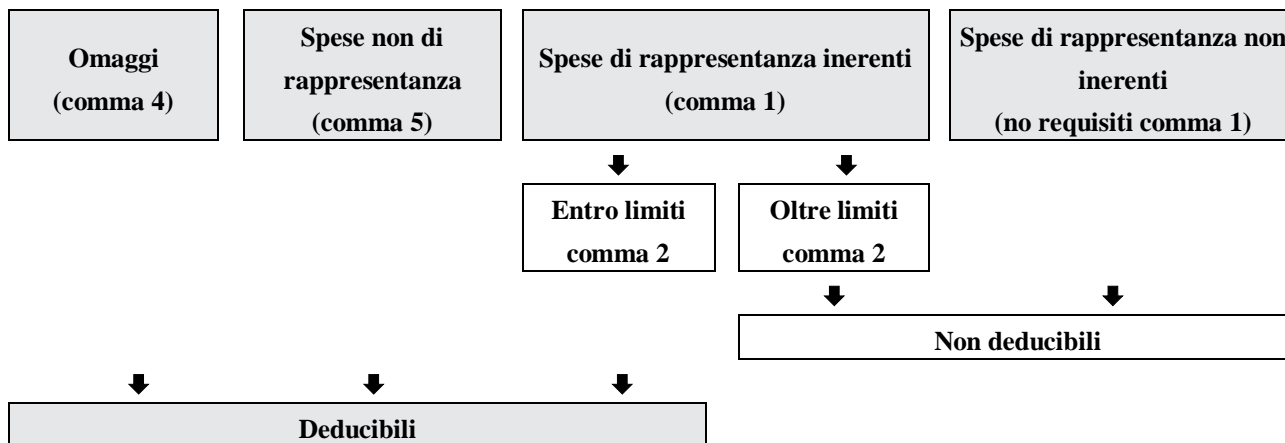 Omaggi
(comma 4)
Spese non di
rappresentanza
(comma 5)
Spese di rappresentanza inerenti
(comma 1)
Spese di rappresentanza non
inerenti
(no requisiti comma 1)
Entro limiti
comma 2
Oltre limiti
comma 2
Non deducibili
Deducibili